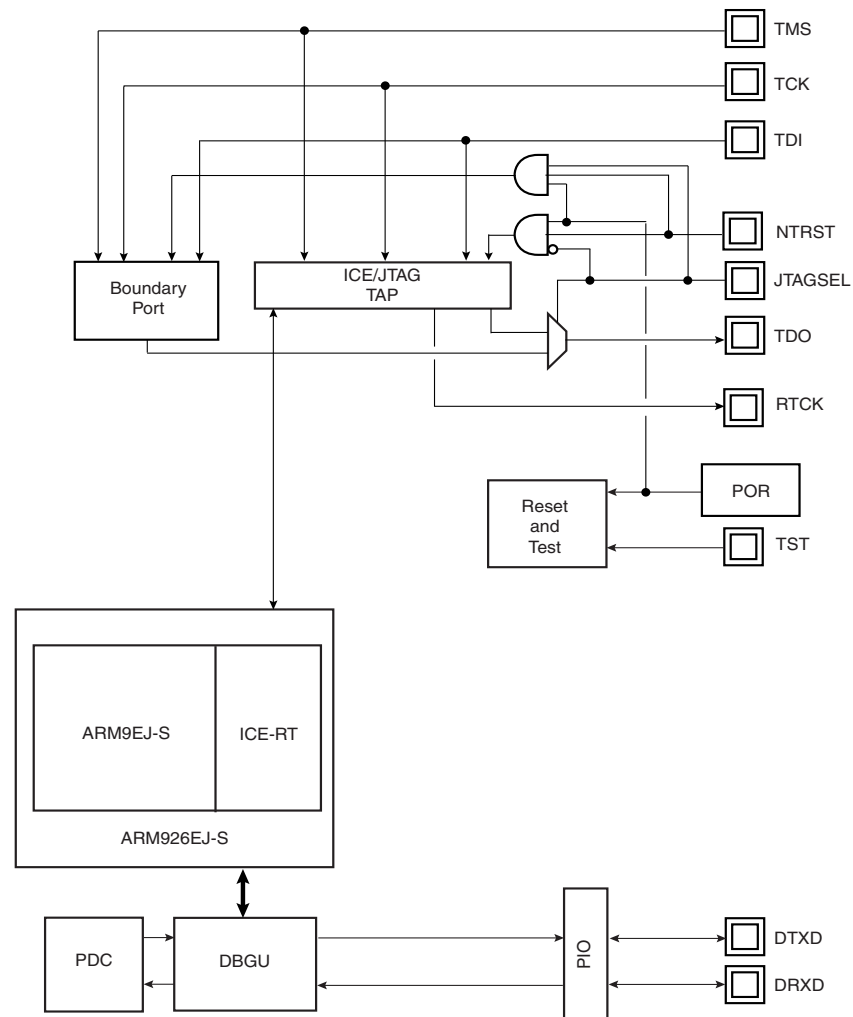 TMS
TCK
TDI
NTRST
ICE/JTAG
TAP
JTAGSEL
Boundary
Port
TDO
RTCK
POR
Reset
and
Test
TST
ARM9EJ-S
ICE-RT
ARM926EJ-S
PDC
DBGU
PIO
DTXD
DRXD